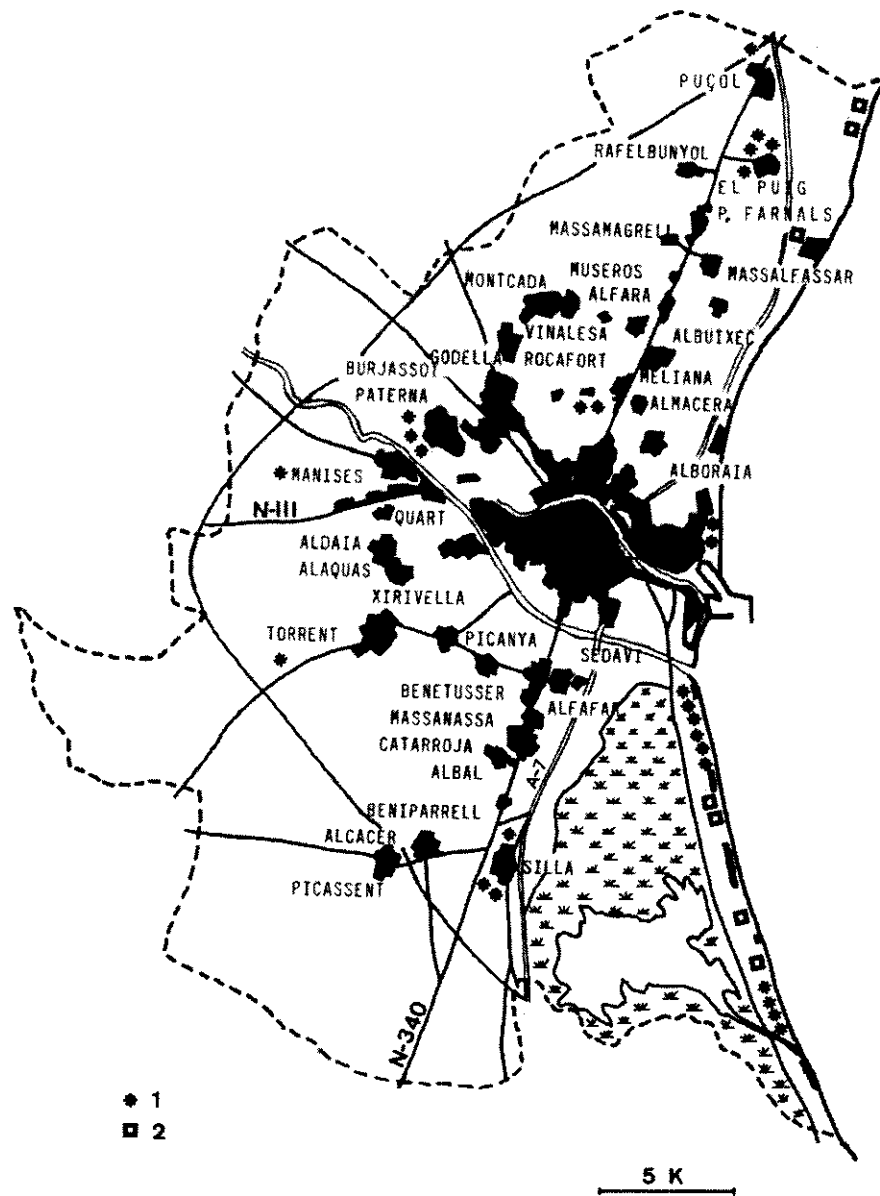 PUÇOL
RAFELBUNYOL
EL PUIG
P. FARNALS
MASSAMAGRELL
MASSALFASSAR
MONTCADA
MUSEROS
ALFARA
ALBUIXEC
VINALESA
GODELLA
ROCAFORT
BURJASSOT
MELIANA
PATERNA
ALMACERA
ALBORAIA
MANISES
N-III
QUART
ALDAIA
ALAQUAS
XIRIVELLA
TORRENT
PICANYA
SEDAVI
BENETUSSER
ALFAFAR
MASSANASSA
CATARROJA
ALBAL
A-7
BENIPARRELL
ALCACER
SILLA
PICASSENT
N-340
1
2
5 K